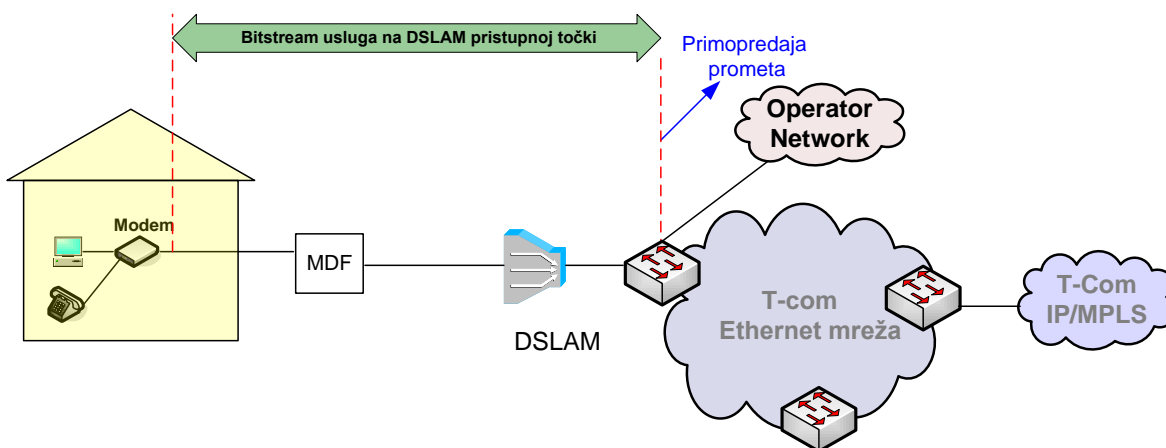 Bitstream usluga na DSLAM pristupnoj točki
Primopredaja
prometa
Operator
Network
Modem
MDF
DSLAM
T-com
Ethernet mreža
T-Com
IP/MPLS